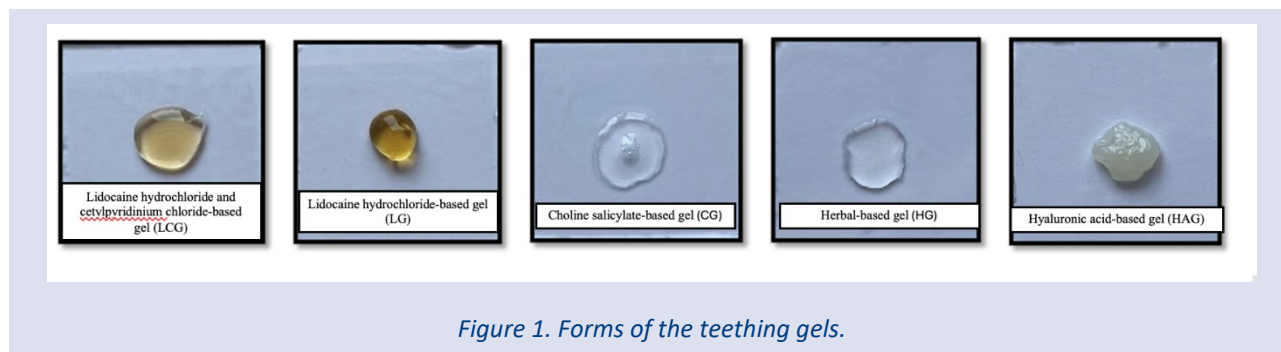 Lidocaine hydrochloride and
cetylpyridinium chloride-based
gel (LCG)
Lidocaine hydrochloride-based gel
(LG)
Choline salicylate-based gel (CG)
Herbal-based gel (HG)
Hyaluronic acid-based gel (HAG)
Figure 1. Forms of the teething gels.